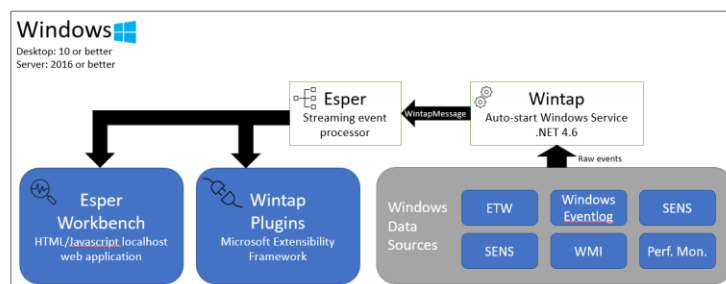 Windows
Desktop: 10 or better
Server: 2016 or better
Esper
Streaming event
processor
WintapMessage
Wintap
Auto-start Windows Service
.NET 4.6
Raw events
Esper
Workbench
HTML/Javascript localhost
web application
Wintap
Plugins
Microsoft Extensibility
Framework
Windows
Data
Sources
ETW
Windows
Eventlog
SENS
SENS
WMI
Perf. Mon.